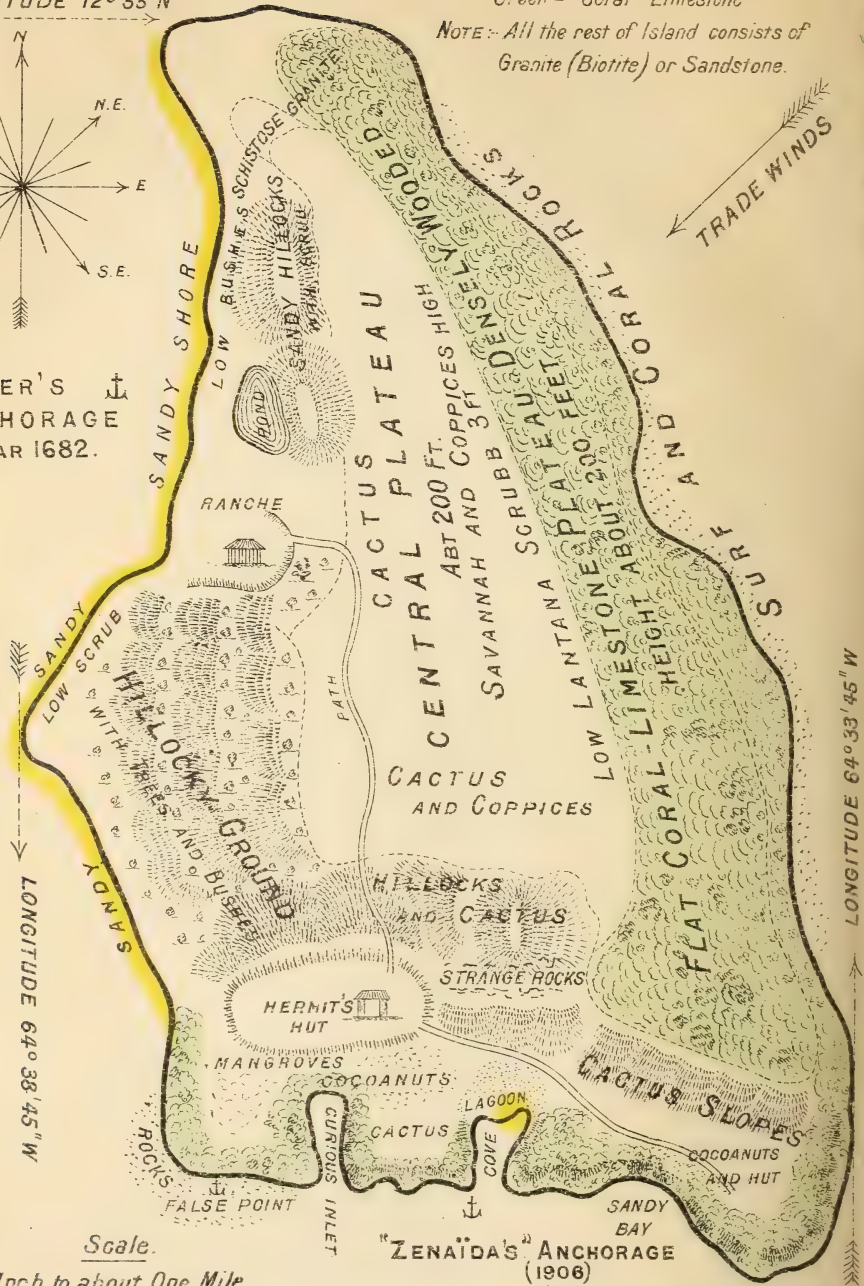 12° 35' N
Green = Coral Limestone
NOTE:- All the rest of Island consists of
Granite (Biotite) or Sandstone.
N
N.E.
E
S.E.
TRADE WINDS
SURF AND CORAL ROCKS
SANDY SHORE
LOW BUSHES
SCHISTOSE GRANITE
SANDY HILLOCKS
WITH SCRUB
POND
ER'S
HORAGE
AR 1682.
RANCHE
CACTUS
CENTRAL PLATEAU
ABT 200 FT.
SAVANNAH AND COPPICES HIGH
3 FT
LOW LANTANA SCRUBB
DENSELY WOODED
PLATEAU
FLAT CORAL-LIMESTONE
HEIGHT ABOUT 200 FEET
SANDY
LOW SCRUB
HILLOCKY GROUND
WITH TREES AND BUSHES
PATH
CACTUS
AND COPPICES
HILLOCKS
AND CACTUS
STRANGE ROCKS
SANDY
LONGITUDE 64° 38' 45" W
LONGITUDE 64° 33' 45" W
HERMIT'S
HUT
MANGROVES
COCOANUTS
CACTUS SLOPES
LAGOON
CACTUS
COVE
CURIOUS INLET
COCOANUTS
AND HUT
ROCKS
FALSE POINT
SANDY
BAY
"ZENAÏDA'S" ANCHORAGE
(1906)
Scale.
Inch to about One Mile